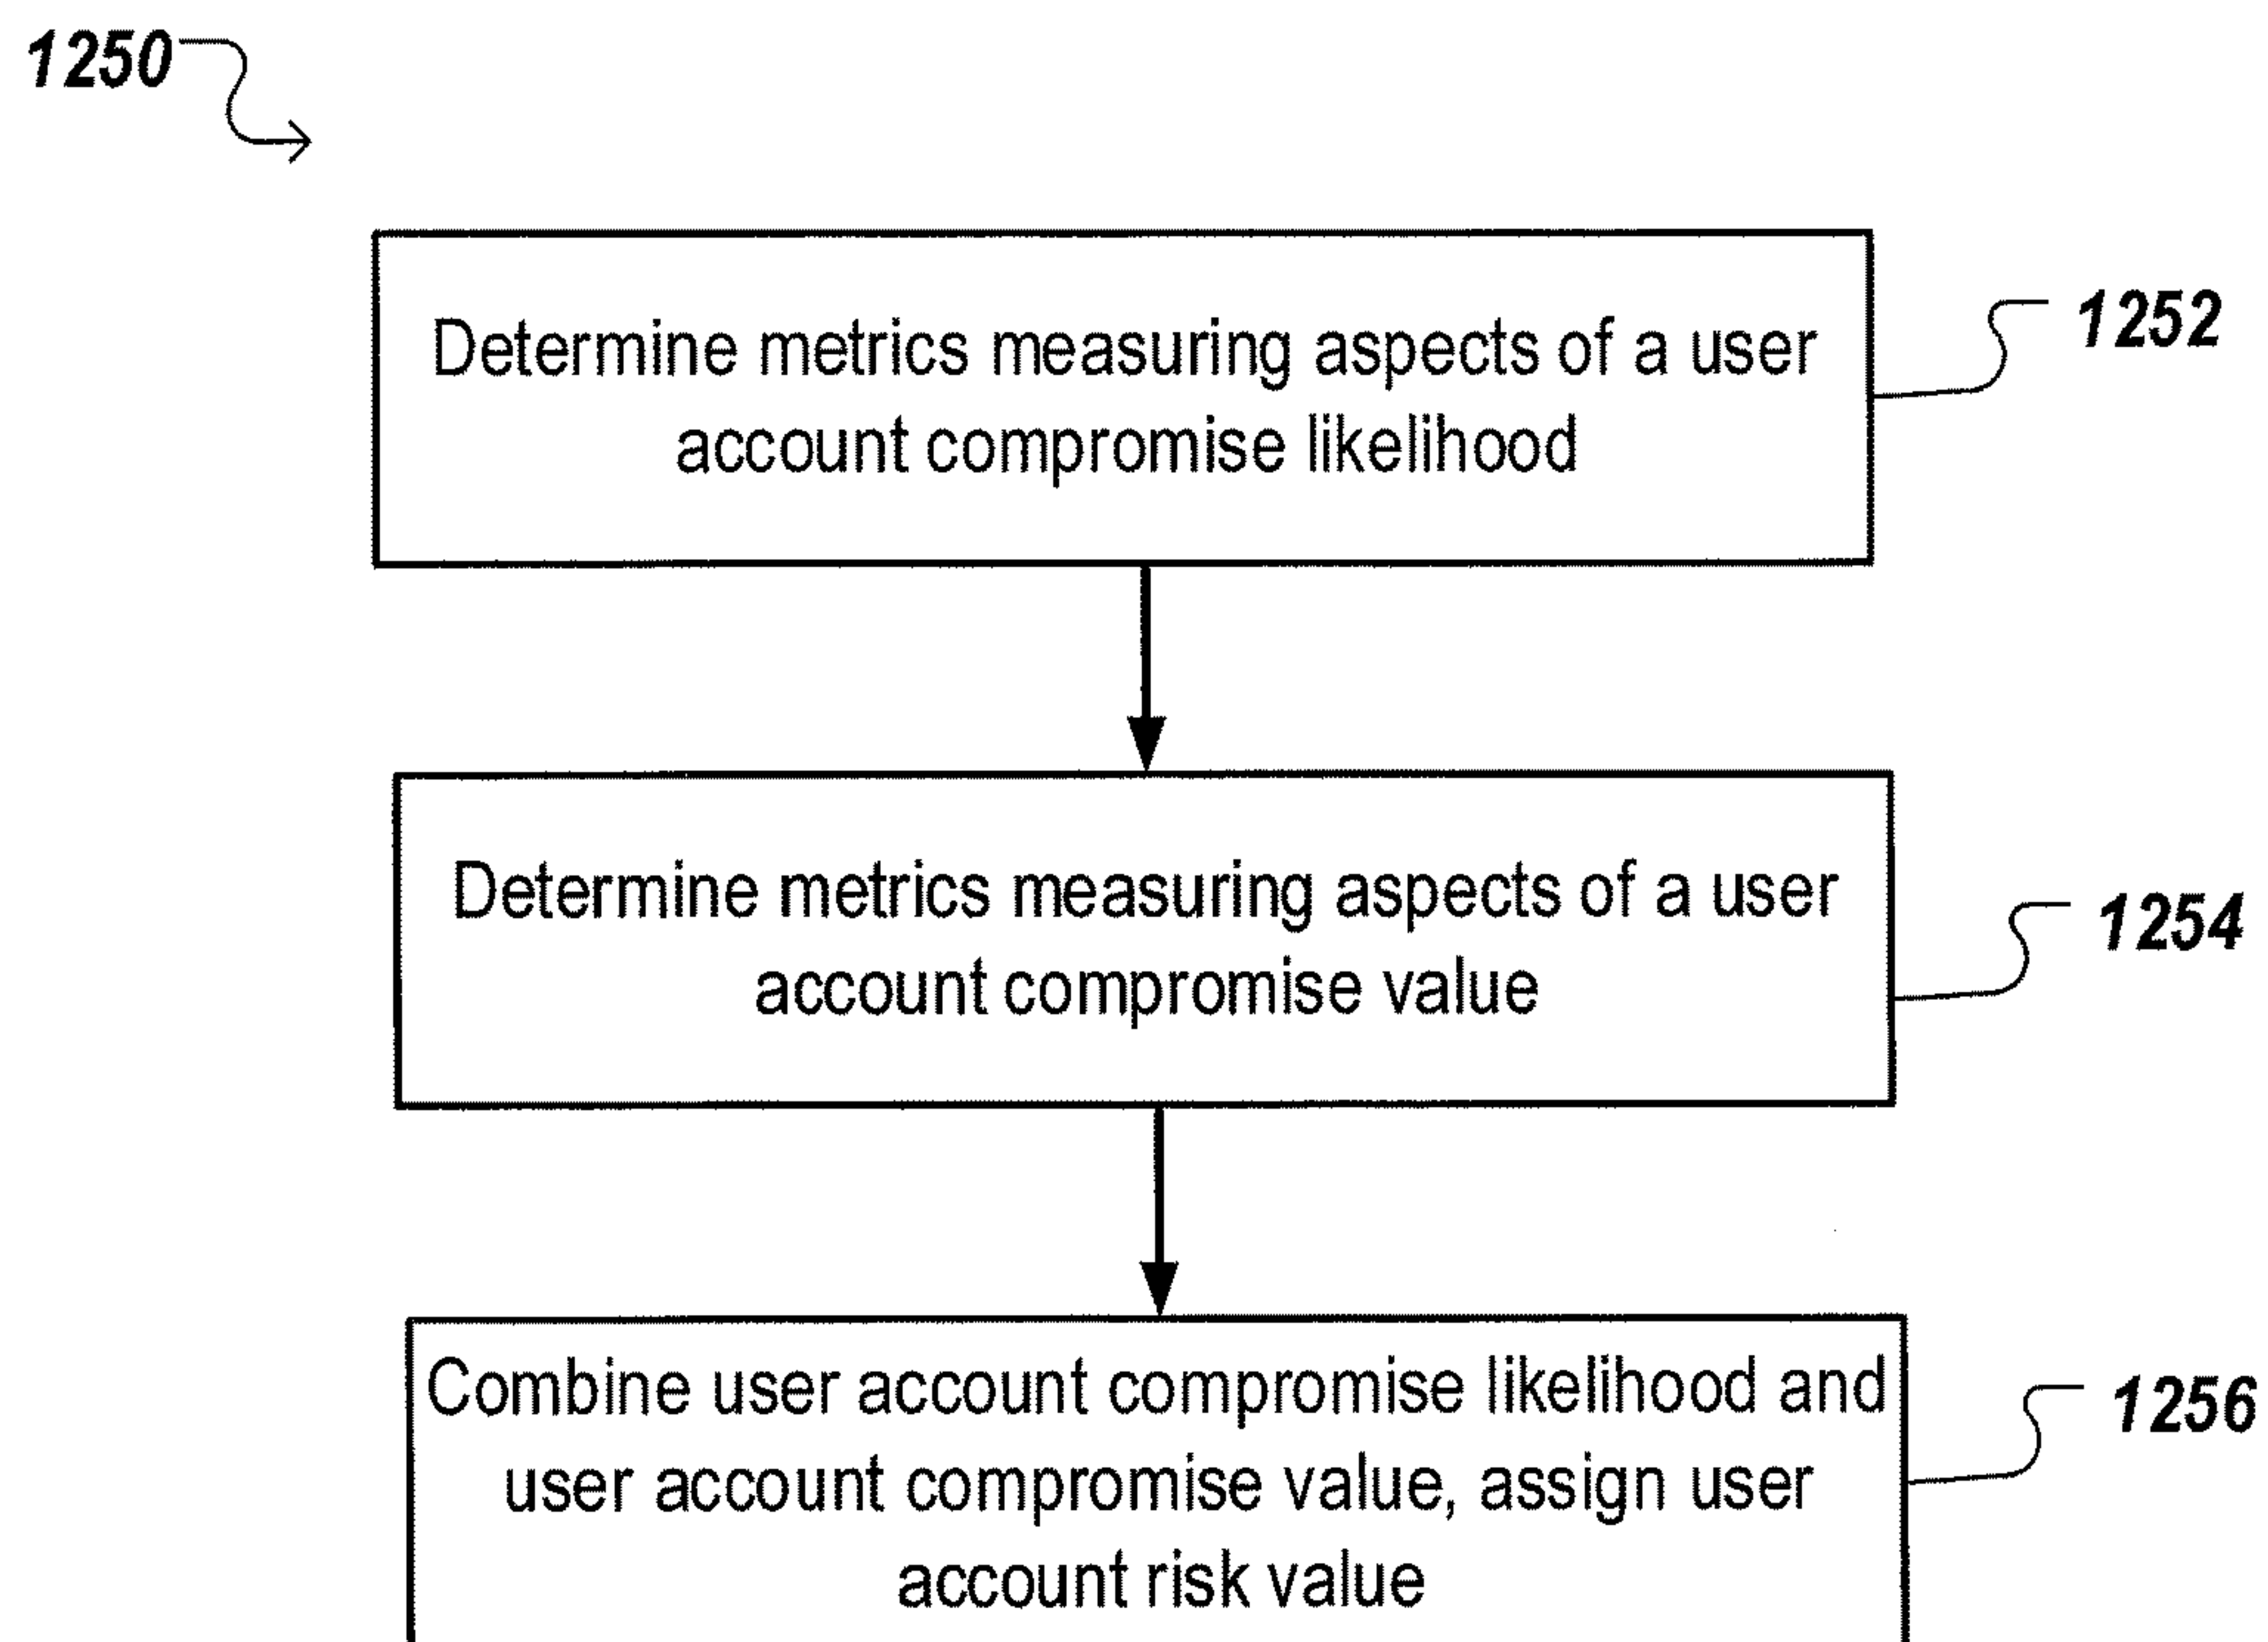 1250
Determine metrics measuring aspects of a user
account compromise likelihood
1252
Determine metrics measuring aspects of a user
account compromise value
1254
Combine user account compromise likelihood and
user account compromise value, assign user
account risk value
1256